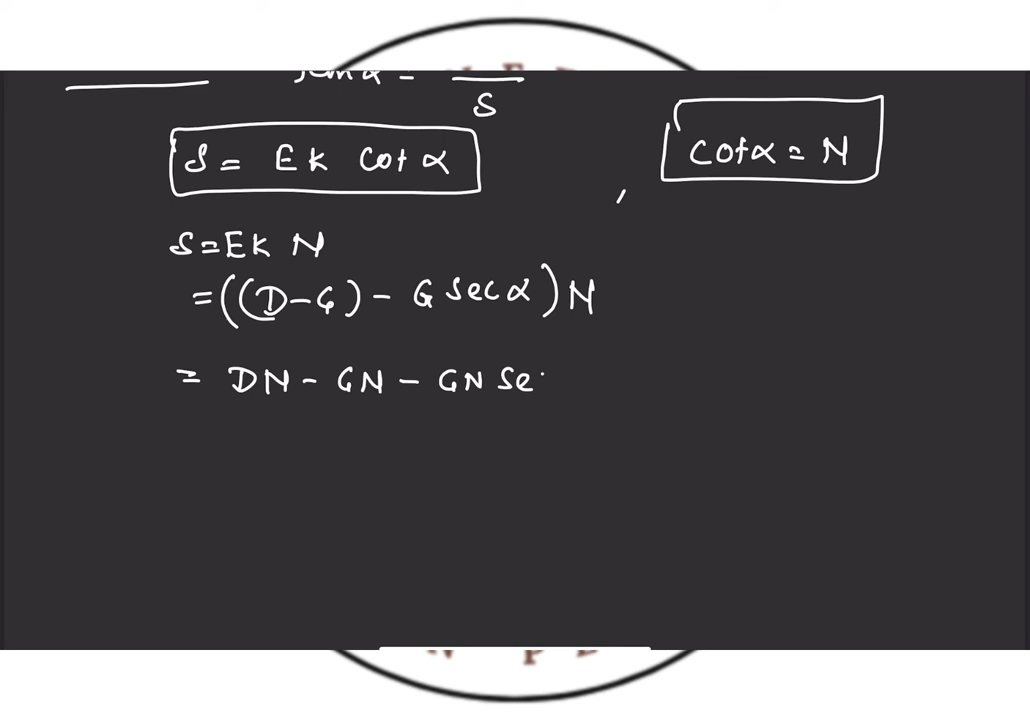 S
S = EK Cot α
Cot α = N
,
S = EK N
= ((D - G) - G Sec α) N
= DN - GN - GN Se